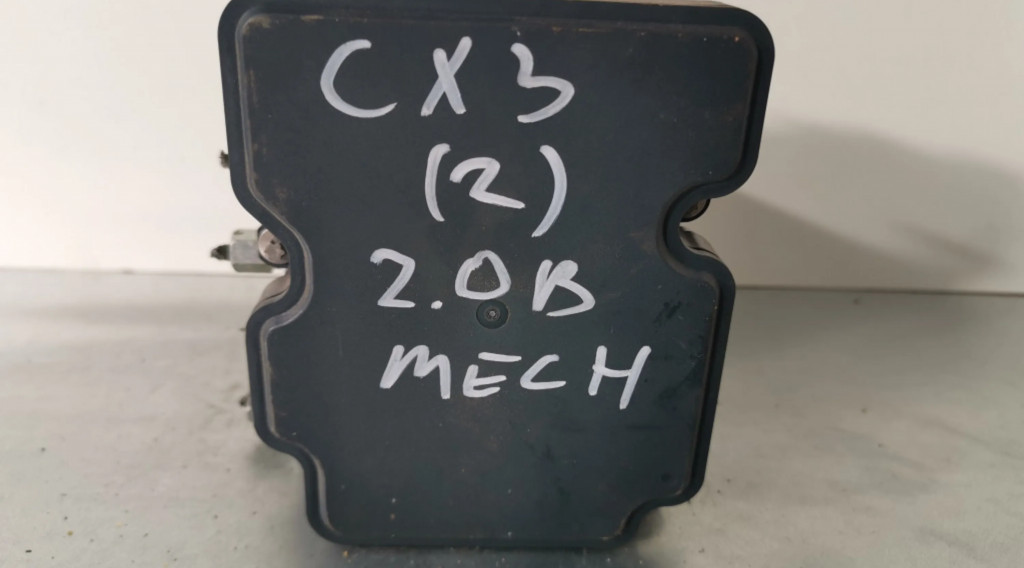 CX3
(2)
2.0B
MECH